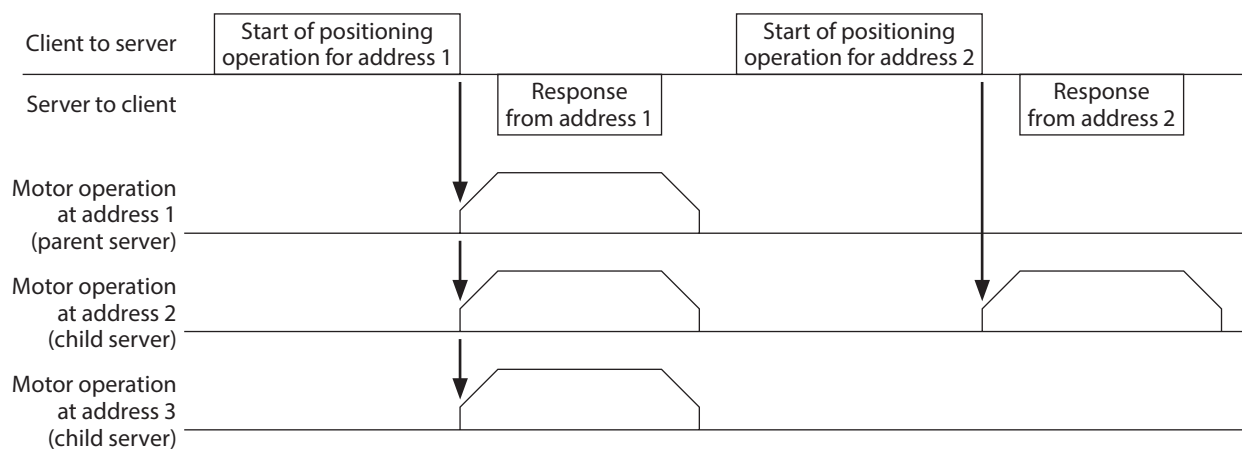 Client to server
Start of positioning
operation for address 1
Start of positioning
operation for address 2
Server to client
Response
from address 1
Response
from address 2
Motor operation
at address 1
(parent server)
Motor operation
at address 2
(child server)
Motor operation
at address 3
(child server)